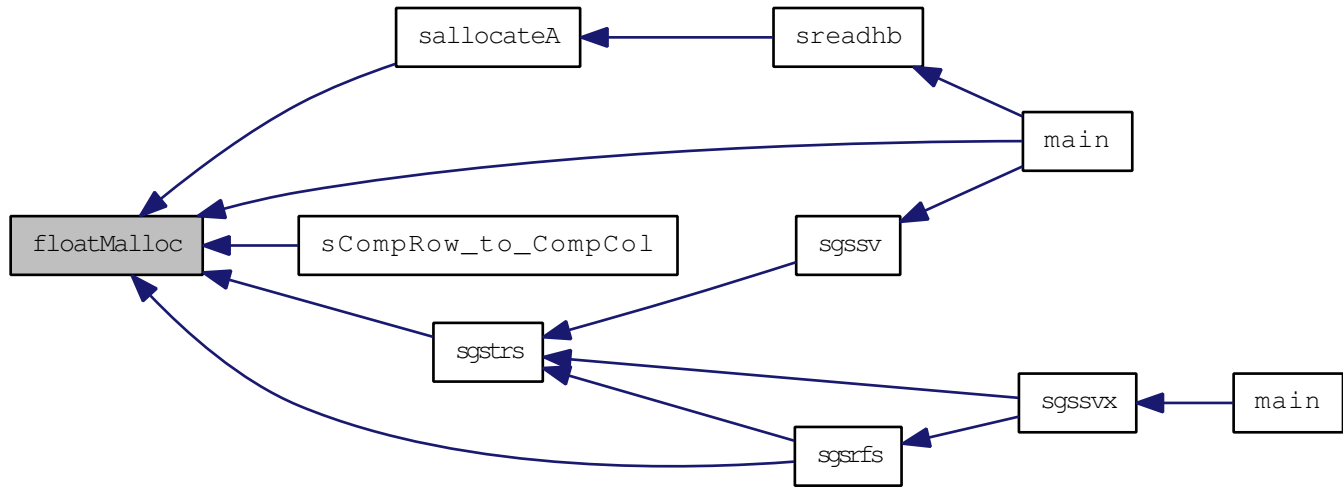 sallocateA
sreadhb
main
floatMalloc
sCompRow_to_CompCol
sgssv
sgstrs
sgssvx
main
sgsrfs